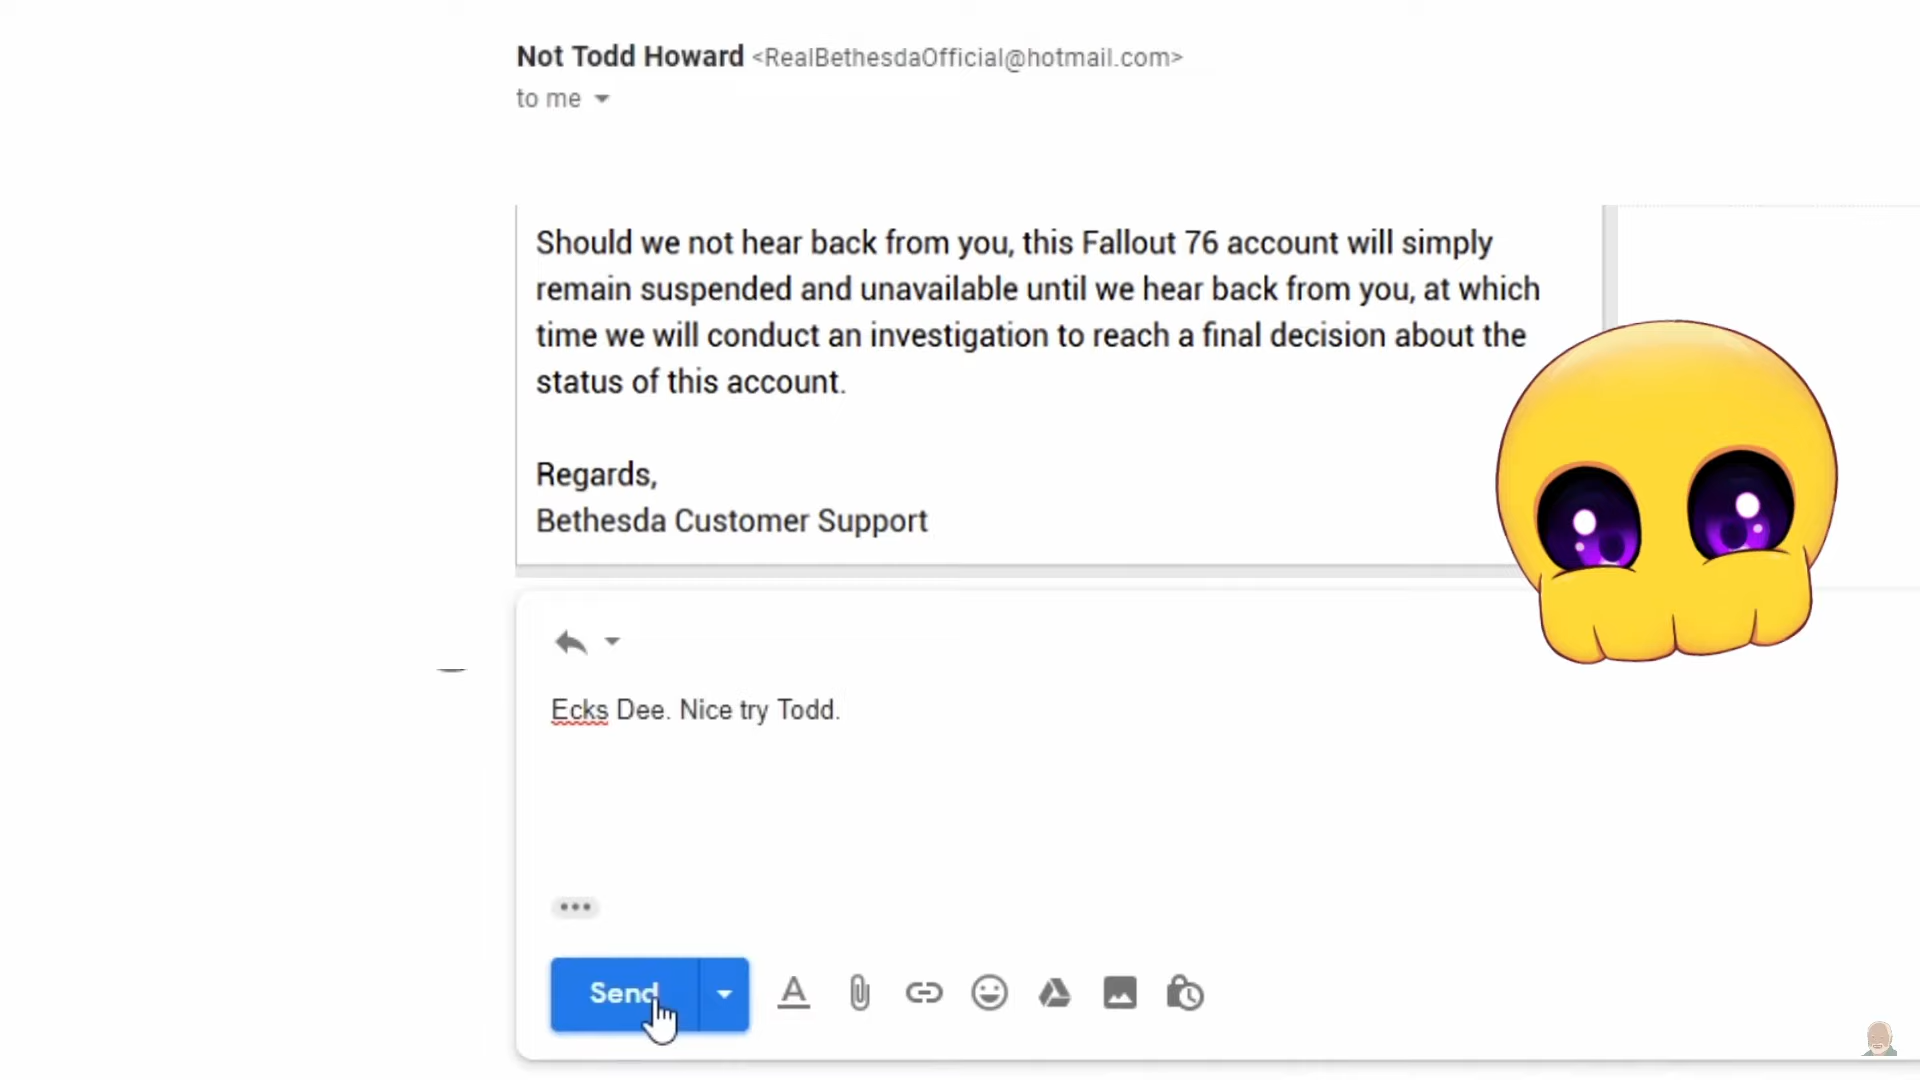 Not Todd Howard <RealBethesdaOfficial@hotmail.com>
to me
Should we not hear back from you, this Fallout 76 account will simply
remain suspended and unavailable until we hear back from you, at which
time we will conduct an investigation to reach a final decision about the
status of this account.
Regards,
Bethesda Customer Support
Ecks Dee. Nice try Todd.
Send